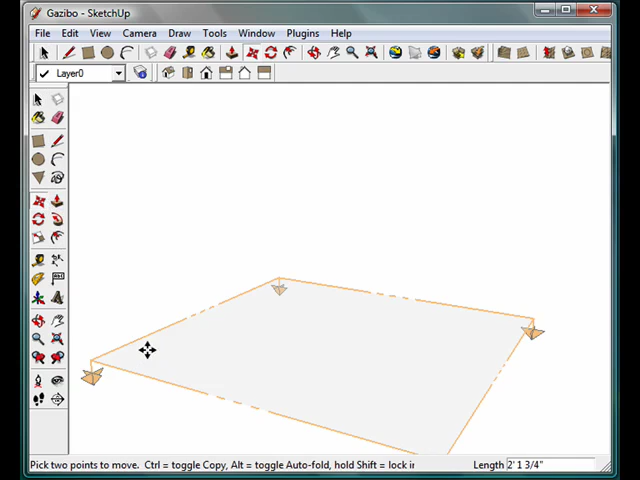 Gazibo - SketchUp
File Edit View Camera Draw Tools Window Plugins Help
Layer0
Pick two points to move. Ctrl = toggle Copy, Alt = toggle Auto-fold, hold Shift = lock in
Length 2' 1 3/4"